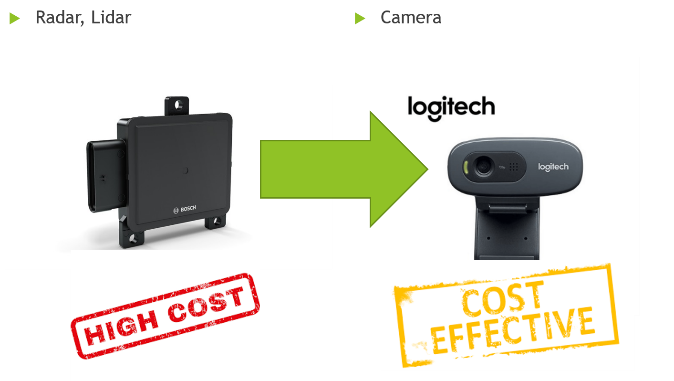 Radar, Lidar
Camera
logitech
logitech
BOSCH
HIGH COST
COST
EFFECTIVE